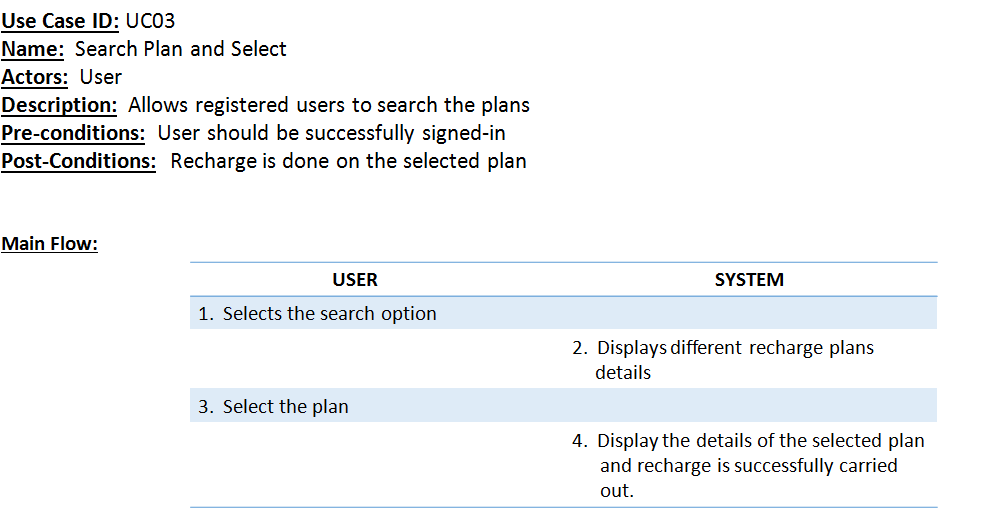 Use Case ID: UC03
Name: Search Plan and Select
Actors: User
Description: Allows registered users to search the plans
Pre-conditions: User should be successfully signed-in
Post-Conditions: Recharge is done on the selected plan
Main Flow:
USER SYSTEM
1. Selects the search option
2. Displays different recharge plans
details
3. Select the plan
4. Display the details of the selected plan
and recharge is successfully carried
out.